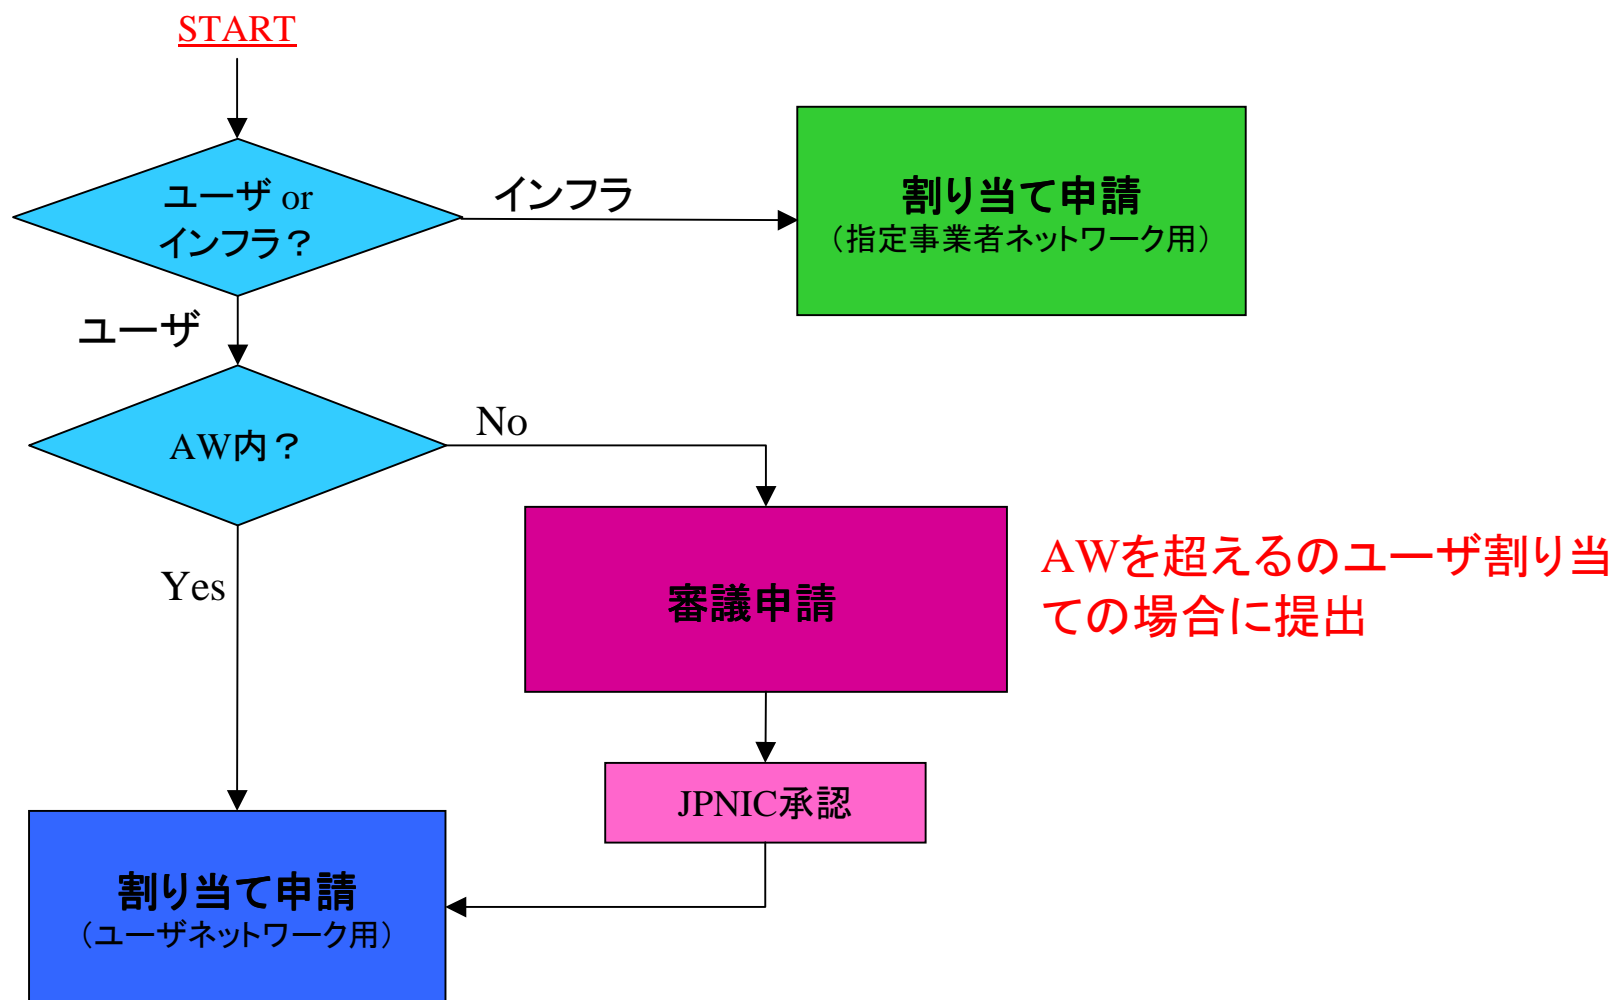 START
ユーザ or
インフラ？
インフラ
割り当て申請
（指定事業者ネットワーク用）
ユーザ
AW内？
No
Yes
審議申請
AWを超えるのユーザ割り当
ての場合に提出
JPNIC承認
割り当て申請
（ユーザネットワーク用）